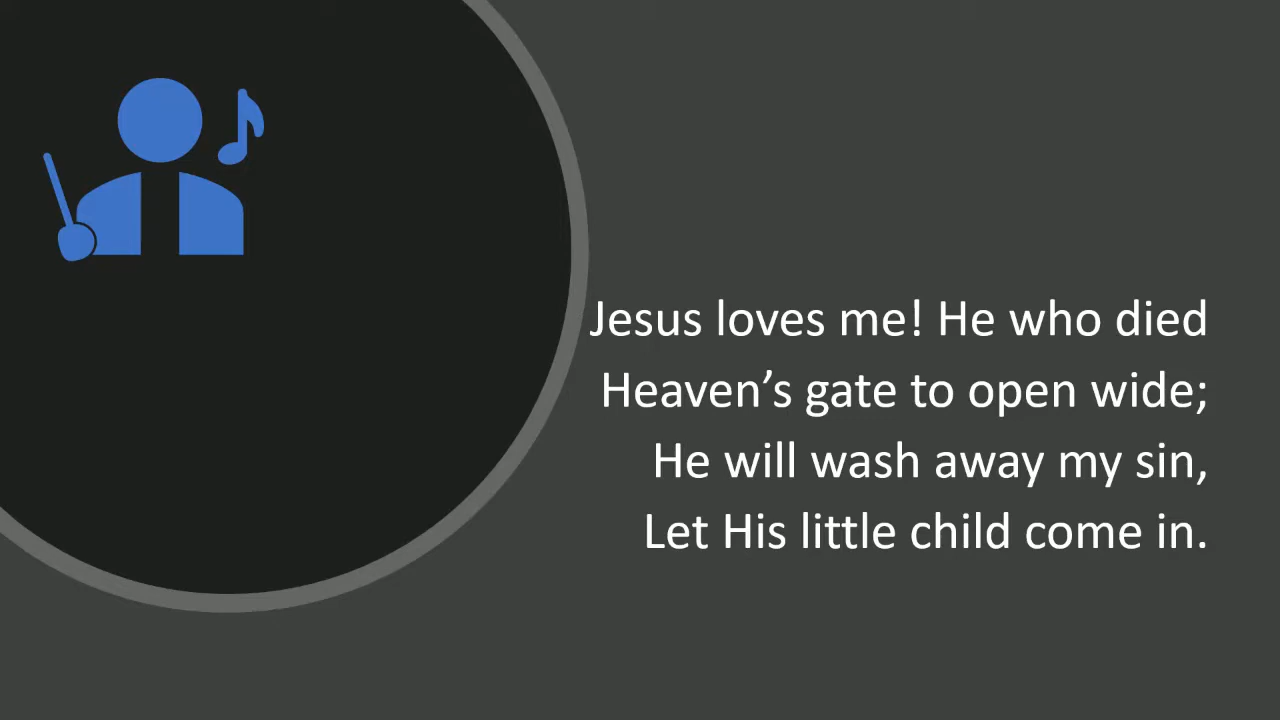 Jesus loves me! He who died
Heaven’s gate to open wide;
He will wash away my sin,
Let His little child come in.